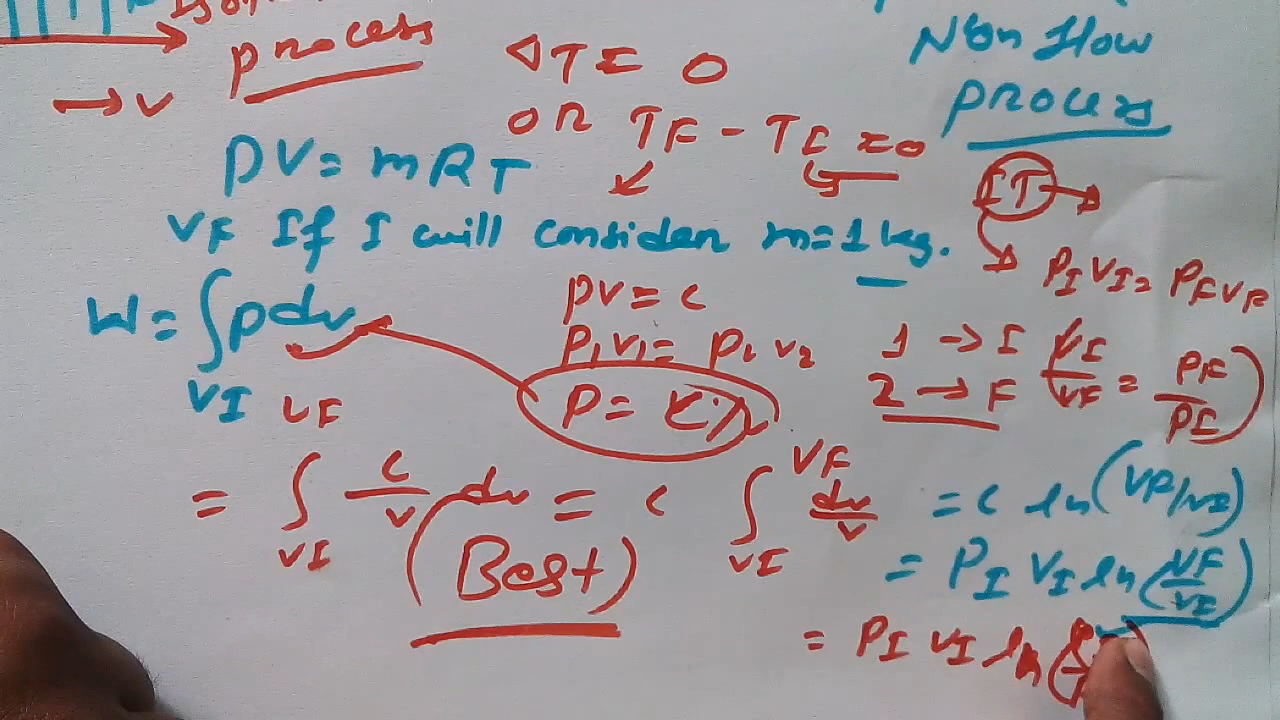 process
→ V
ΔT = 0
OR TF - TI = 0
Non flow
process
IT →
PV = mRT
VF If I will consider m = 1 kg.
W = ∫ p dv
VI
PV = C
P1 V1 = P2 V2
P = C/V
PI VI = PF VF
1 → I
2 → F
VI/VF = PF/PI)
VF
= ∫ C/V dv = C ∫ dv/V
VI
VF
VI
(Best)
= C ln(VF/VI)
= PI VI ln(VF/VI)
= PI VI ln(